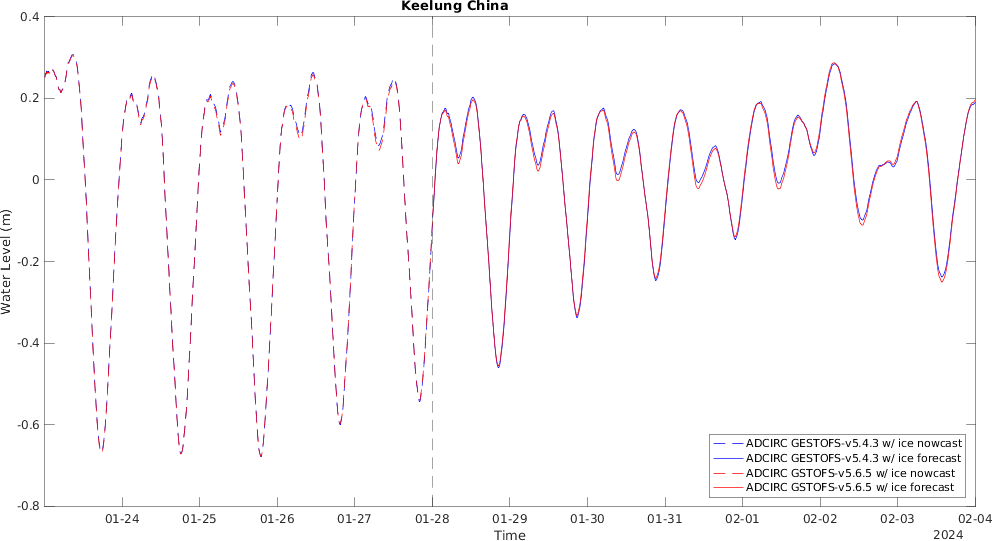 Keelung China
0.4
0.2
0
-0.2
-0.4
-0.6
-0.8
Water Level (m)
01-24 01-25 01-26 01-27 01-28 01-29 01-30 01-31 02-01 02-02 02-03 02-04
Time
2024
ADCIRC GESTOFS-v5.4.3 w/ ice nowcast
ADCIRC GESTOFS-v5.4.3 w/ ice forecast
ADCIRC GSTOFS-v5.6.5 w/ ice nowcast
ADCIRC GSTOFS-v5.6.5 w/ ice forecast